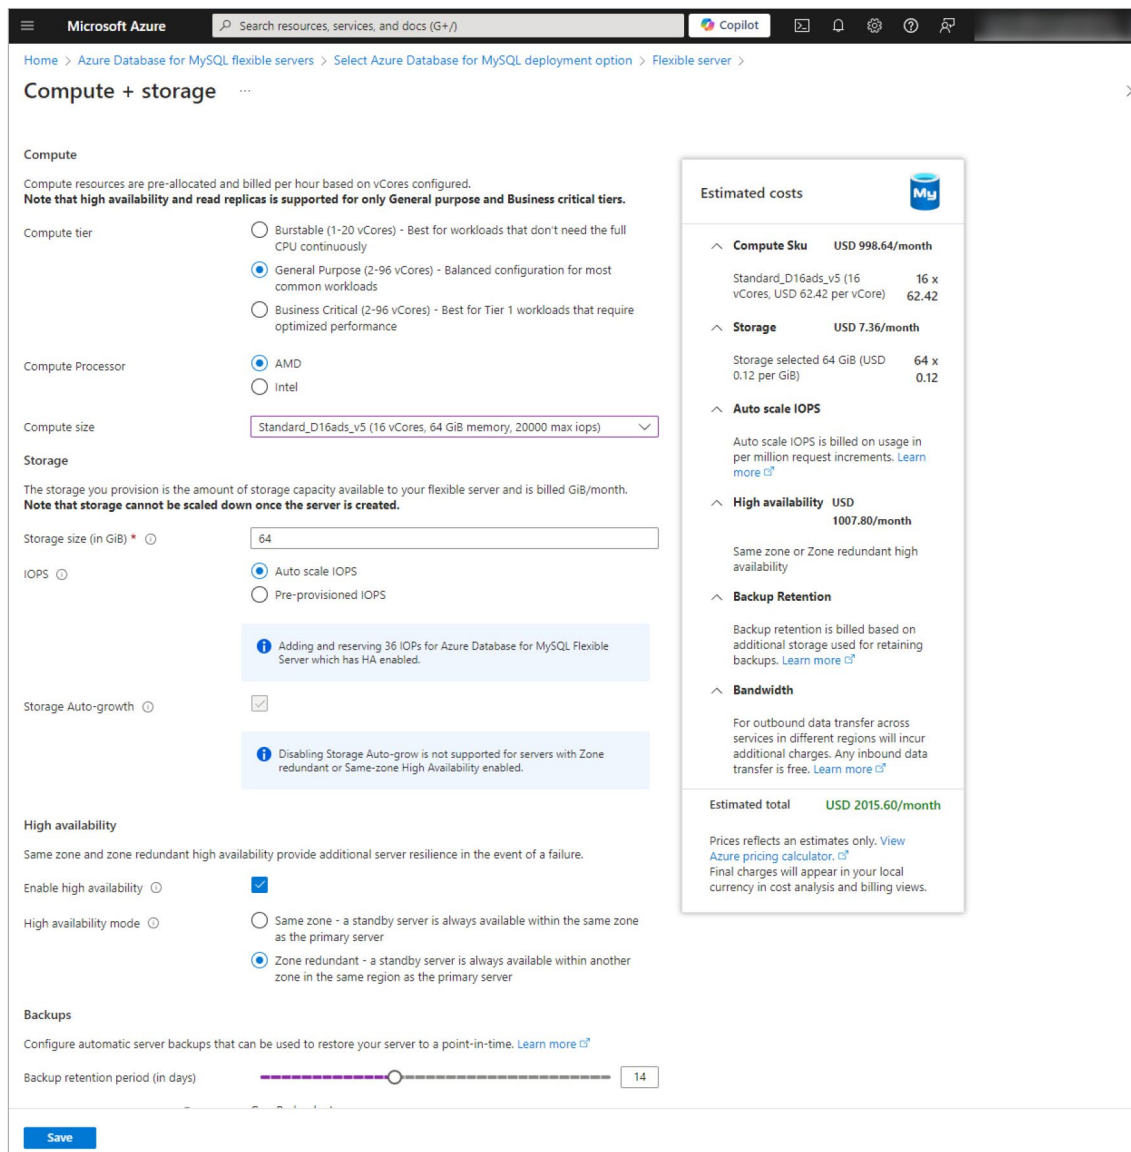 Microsoft Azure
Search resources, services, and docs (G+/)
Copilot
Home > Azure Database for MySQL flexible servers > Select Azure Database for MySQL deployment option > Flexible server >
Compute + storage ...
Compute
Compute resources are pre-allocated and billed per hour based on vCores configured.
Note that high availability and read replicas is supported for only General purpose and Business critical tiers.
Compute tier
Burstable (1-20 vCores) - Best for workloads that don't need the full
CPU continuously
General Purpose (2-96 vCores) - Balanced configuration for most
common workloads
Business Critical (2-96 vCores) - Best for Tier 1 workloads that require
optimized performance
Compute Processor
AMD
Intel
Compute size
Standard_D16ads_v5 (16 vCores, 64 GiB memory, 20000 max iops)
Storage
The storage you provision is the amount of storage capacity available to your flexible server and is billed GiB/month.
Note that storage cannot be scaled down once the server is created.
Storage size (in GiB) *
64
IOPS
Auto scale IOPS
Pre-provisioned IOPS
Adding and reserving 36 IOPs for Azure Database for MySQL Flexible
Server which has HA enabled.
Storage Auto-growth
Disabling Storage Auto-grow is not supported for servers with Zone
redundant or Same-zone High Availability enabled.
High availability
Same zone and zone redundant high availability provide additional server resilience in the event of a failure.
Enable high availability
High availability mode
Same zone - a standby server is always available within the same zone
as the primary server
Zone redundant - a standby server is always available within another
zone in the same region as the primary server
Backups
Configure automatic server backups that can be used to restore your server to a point-in-time. Learn more
Backup retention period (in days)
14
Save
Estimated costs
My
Compute Sku USD 998.64/month
Standard_D16ads_v5 (16 16 x
vCores, USD 62.42 per vCore) 62.42
Storage USD 7.36/month
Storage selected 64 GiB (USD 64 x
0.12 per GiB) 0.12
Auto scale IOPS
Auto scale IOPS is billed on usage in
per million request increments. Learn
more
High availability USD
1007.80/month
Same zone or Zone redundant high
availability
Backup Retention
Backup retention is billed based on
additional storage used for retaining
backups. Learn more
Bandwidth
For outbound data transfer across
services in different regions will incur
additional charges. Any inbound data
transfer is free. Learn more
Estimated total USD 2015.60/month
Prices reflects an estimates only. View
Azure pricing calculator.
Final charges will appear in your local
currency in cost analysis and billing views.